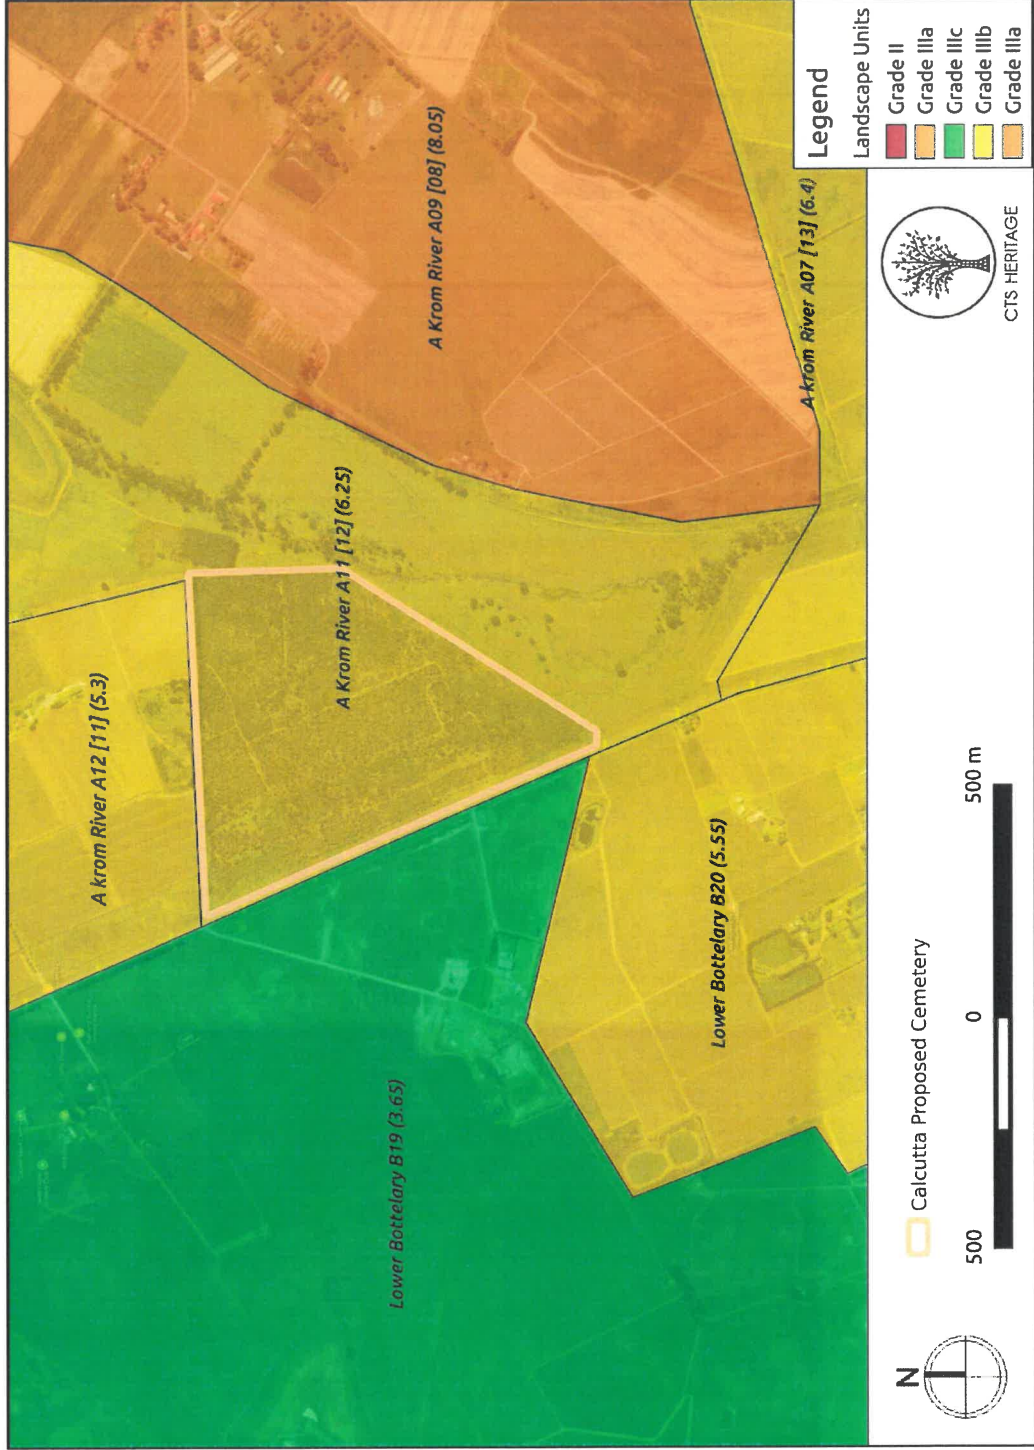 A krom River A12 [11] (5.3)
A Krom River A11 [12] (6.25)
A Krom River A09 [08] (8.05)
A krom River A07 [13] (6.4)
Lower Bottelary B19 (3.65)
Lower Bottelary B20 (5.55)
N
Calcutta Proposed Cemetery
500
0
500 m
CTS HERITAGE
Legend
Landscape Units
Grade II
Grade IIIa
Grade IIIc
Grade IIIb
Grade IIIa